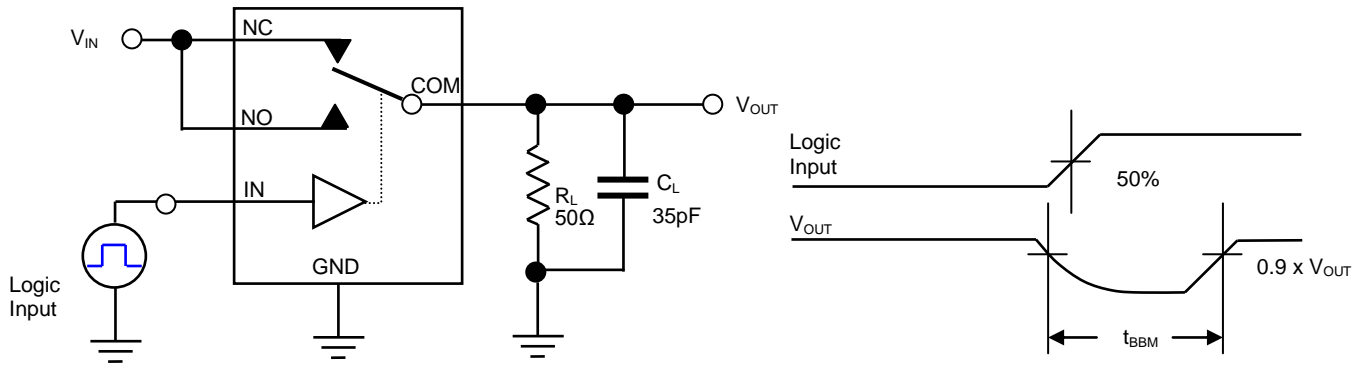 V_IN
NC
NO
COM
V_OUT
IN
GND
Logic
Input
R_L
50Ω
C_L
35pF
Logic
Input
50%
V_OUT
0.9 x V_OUT
t_BBM